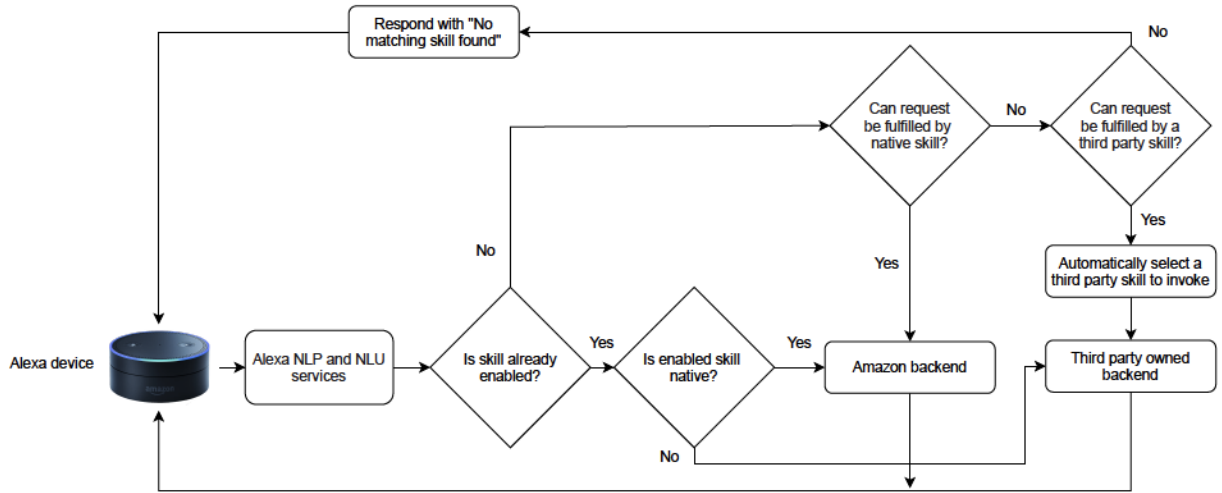 Respond with "No
matching skill found"
No
Can request
be fulfilled by
native skill?
No
Can request
be fulfilled by a
third party skill?
No
Yes
Yes
Automatically select a
third party skill to invoke
Alexa device
amazon
Alexa NLP and NLU
services
Is skill already
enabled?
Yes
Is enabled skill
native?
Yes
Amazon backend
Third party owned
backend
No